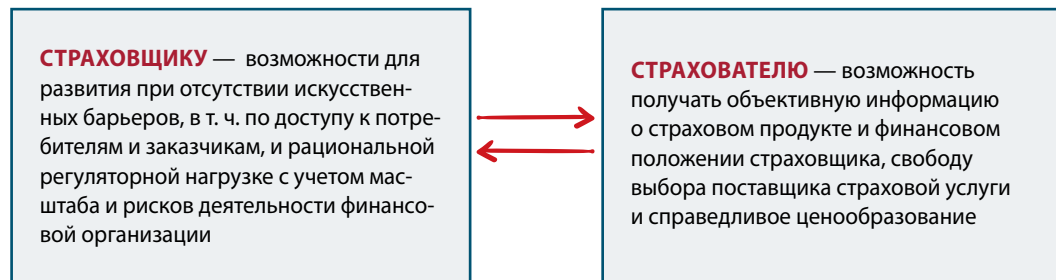 СТРАХОВЩИКУ — возможности для
развития при отсутствии искусствен-
ных барьеров, в т. ч. по доступу к потре-
бителям и заказчикам, и рациональной
регуляторной нагрузке с учетом мас-
штаба и рисков деятельности финансо-
вой организации
СТРАХОВАТЕЛЮ — возможность
получать объективную информацию
о страховом продукте и финансовом
положении страховщика, свободу
выбора поставщика страховой услуги
и справедливое ценообразование